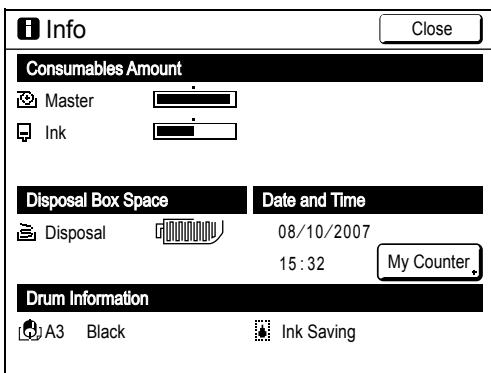 Info
Close
Consumables Amount
Master
Ink
Disposal Box Space
Disposal
Date and Time
08/10/2007
15:32
My Counter
Drum Information
A3 Black
Ink Saving